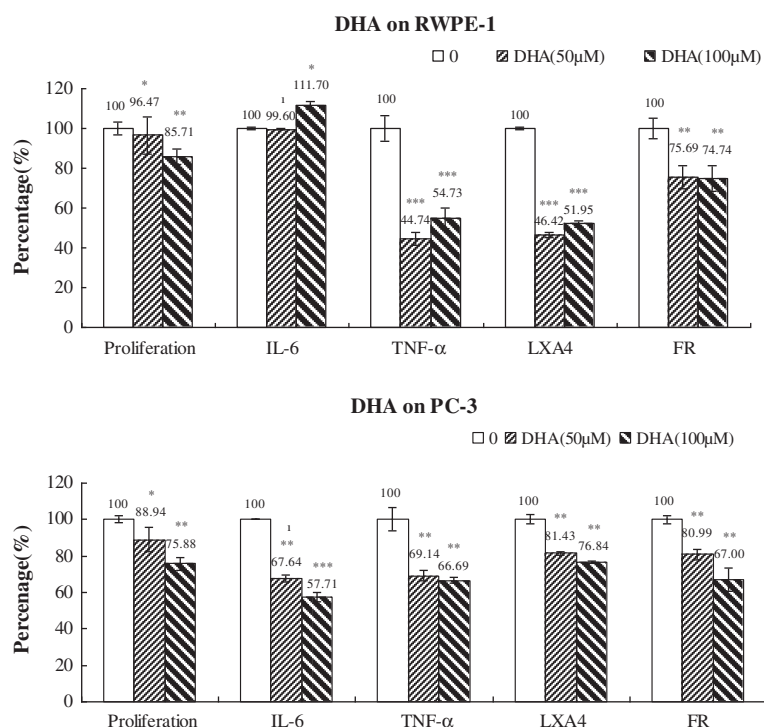 DHA on RWPE-1
0 DHA(50μM) DHA(100μM)
Percentage(%)
120
100
80
60
40
20
0
100 * 96.47 ** 85.71
100 ¹ 99.60 * 111.70
100 *** 44.74 *** 54.73
100 *** 46.42 *** 51.95
100 ** 75.69 ** 74.74
Proliferation IL-6 TNF-α LXA4 FR
DHA on PC-3
0 DHA(50μM) DHA(100μM)
Percenage(%)
120
100
80
60
40
20
0
100 * 88.94 ** 75.88
100 ¹ ** 67.64 *** 57.71
100 ** 69.14 ** 66.69
100 ** 81.43 ** 76.84
100 ** 80.99 ** 67.00
Proliferation IL-6 TNF-α LXA4 FR